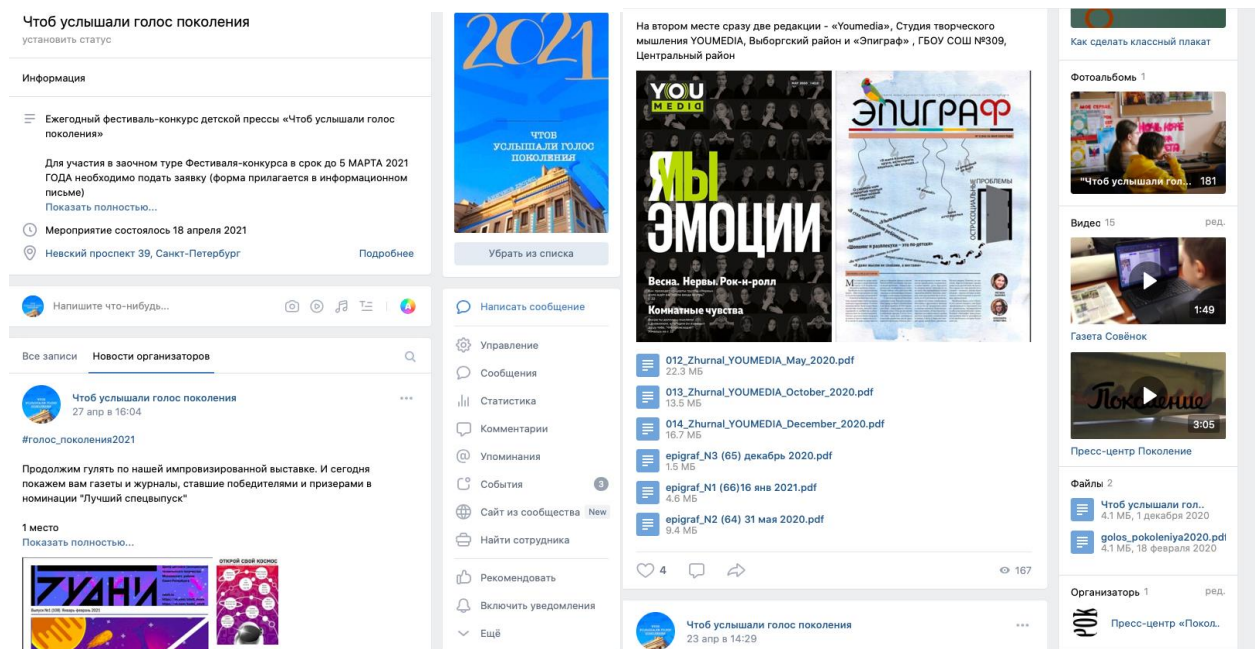 Чтоб услышали голос поколения
установить статус
Информация
Ежегодный фестиваль-конкурс детской прессы «Чтоб услышали голос
поколения»
Для участия в заочном туре Фестиваля-конкурса в срок до 5 МАРТА 2021
ГОДА необходимо подать заявку (форма прилагается в информационном
письме)
Показать полностью...
Мероприятие состоялось 18 апреля 2021
Невский проспект 39, Санкт-Петербург
Подробнее
Напишите что-нибудь...
Все записи Новости организаторов
Чтоб услышали голос поколения
27 апр в 16:04
#голос_поколения2021
Продолжим гулять по нашей импровизированной выставке. И сегодня
покажем вам газеты и журналы, ставшие победителями и призерами в
номинации "Лучший спецвыпуск"
1 место
Показать полностью...
ОТКРОЙ СВОЙ КОСМОС
2021
ЧТОБ
УСЛЫШАЛИ ГОЛОС
ПОКОЛЕНИЯ
Убрать из списка
Написать сообщение
Управление
Сообщения
Статистика
Комментарии
Упоминания
События 3
Сайт из сообщества New
Найти сотрудника
Рекомендовать
Включить уведомления
Ещё
На втором месте сразу две редакции - «Youmedia», Студия творческого
мышления YOUMEDIA, Выборгский район и «Эпиграф» , ГБОУ СОШ №309,
Центральный район
YOU
MEDIA
ЯМЫ
ЭМОЦИИ
Весна. Нервы. Рок-н-ролл
Комнатные чувства
ЭПИГРАФ
ОСТРОСОЦИАЛЬНЫЕ
ПРОБЛЕМЫ
012_Zhurnal_YOUMEDIA_May_2020.pdf
22.3 МБ
013_Zhurnal_YOUMEDIA_October_2020.pdf
13.5 МБ
014_Zhurnal_YOUMEDIA_December_2020.pdf
16.7 МБ
epigraf_N3 (65) декабрь 2020.pdf
1.5 МБ
epigraf_N1 (66)16 янв 2021.pdf
4.6 МБ
epigraf_N2 (64) 31 мая 2020.pdf
9.4 МБ
4
167
Чтоб услышали голос поколения
23 апр в 14:29
Как сделать классный плакат
Фотоальбомы 1
"Чтоб услышали гол... 181
Видео 15 ред.
1:49
Газета Совёнок
Поколение
3:05
Пресс-центр Поколение
Файлы 2
Чтоб услышали гол..
4.1 МБ, 1 декабря 2020
golos_pokoleniya2020.pdf
4.1 МБ, 18 февраля 2020
Организаторы 1 ред.
Пресс-центр «Покол..